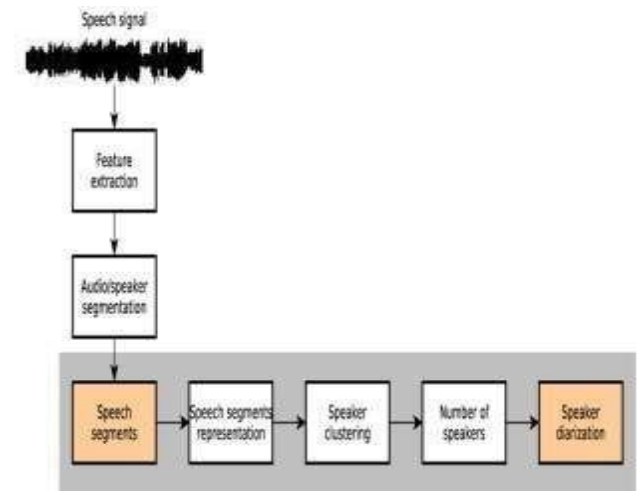 Speech signal
Feature
extraction
Audio/speaker
segmentation
Speech
segments
Speech segments
representation
Speaker
clustering
Number of
speakers
Speaker
diarization